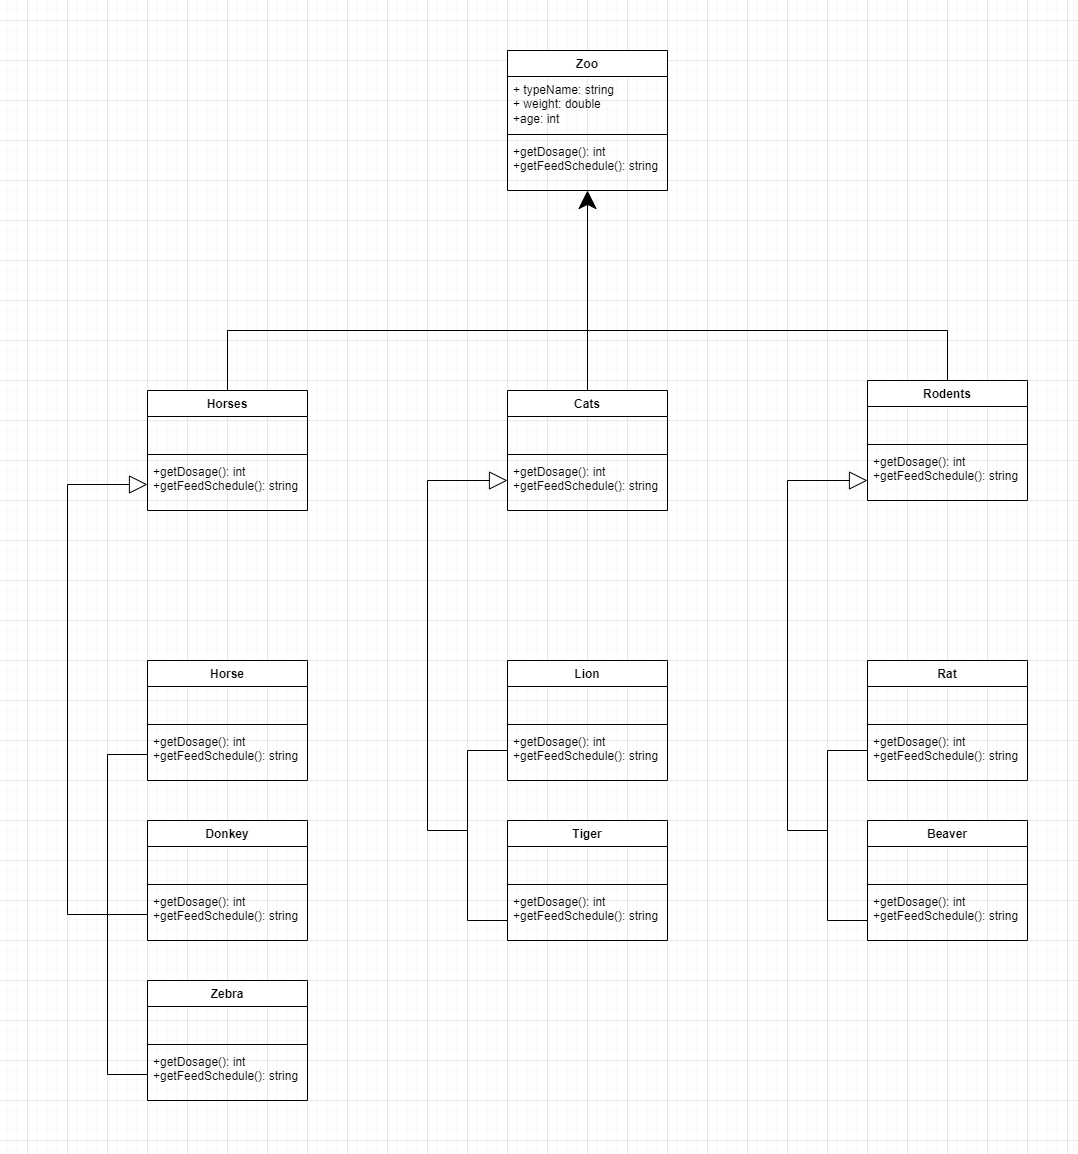 Zoo
+ typeName: string
+ weight: double
+age: int
+getDosage(): int
+getFeedSchedule(): string
Horses
+getDosage(): int
+getFeedSchedule(): string
Cats
+getDosage(): int
+getFeedSchedule(): string
Rodents
+getDosage(): int
+getFeedSchedule(): string
Horse
+getDosage(): int
+getFeedSchedule(): string
Lion
+getDosage(): int
+getFeedSchedule(): string
Rat
+getDosage(): int
+getFeedSchedule(): string
Donkey
+getDosage(): int
+getFeedSchedule(): string
Tiger
+getDosage(): int
+getFeedSchedule(): string
Beaver
+getDosage(): int
+getFeedSchedule(): string
Zebra
+getDosage(): int
+getFeedSchedule(): string